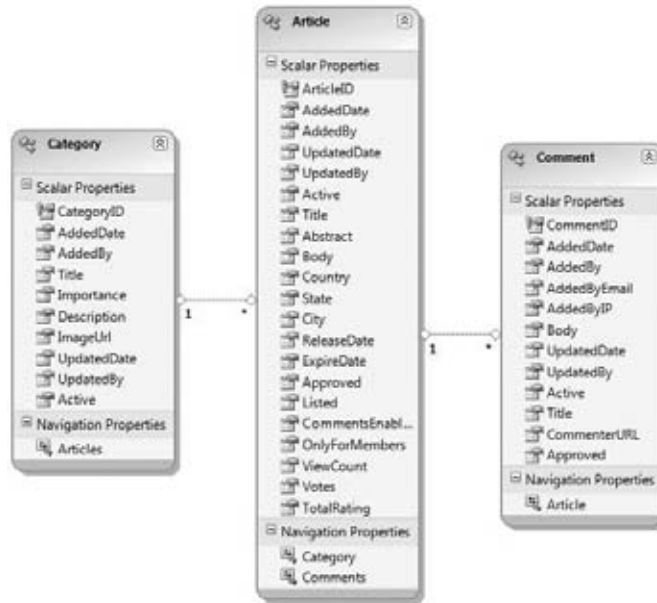 Category
Scalar Properties
CategoryID
AddedDate
AddedBy
Title
Importance
Description
ImageUrl
UpdatedDate
UpdatedBy
Active
Navigation Properties
Articles
1
*
Article
Scalar Properties
ArticleID
AddedDate
AddedBy
UpdatedDate
UpdatedBy
Active
Title
Abstract
Body
Country
State
City
ReleaseDate
ExpireDate
Approved
Listed
CommentsEnabl...
OnlyForMembers
ViewCount
Votes
TotalRating
Navigation Properties
Category
Comments
1
*
Comment
Scalar Properties
CommentID
AddedDate
AddedBy
AddedByEmail
AddedByIP
Body
UpdatedDate
UpdatedBy
Active
Title
CommenterURL
Approved
Navigation Properties
Article